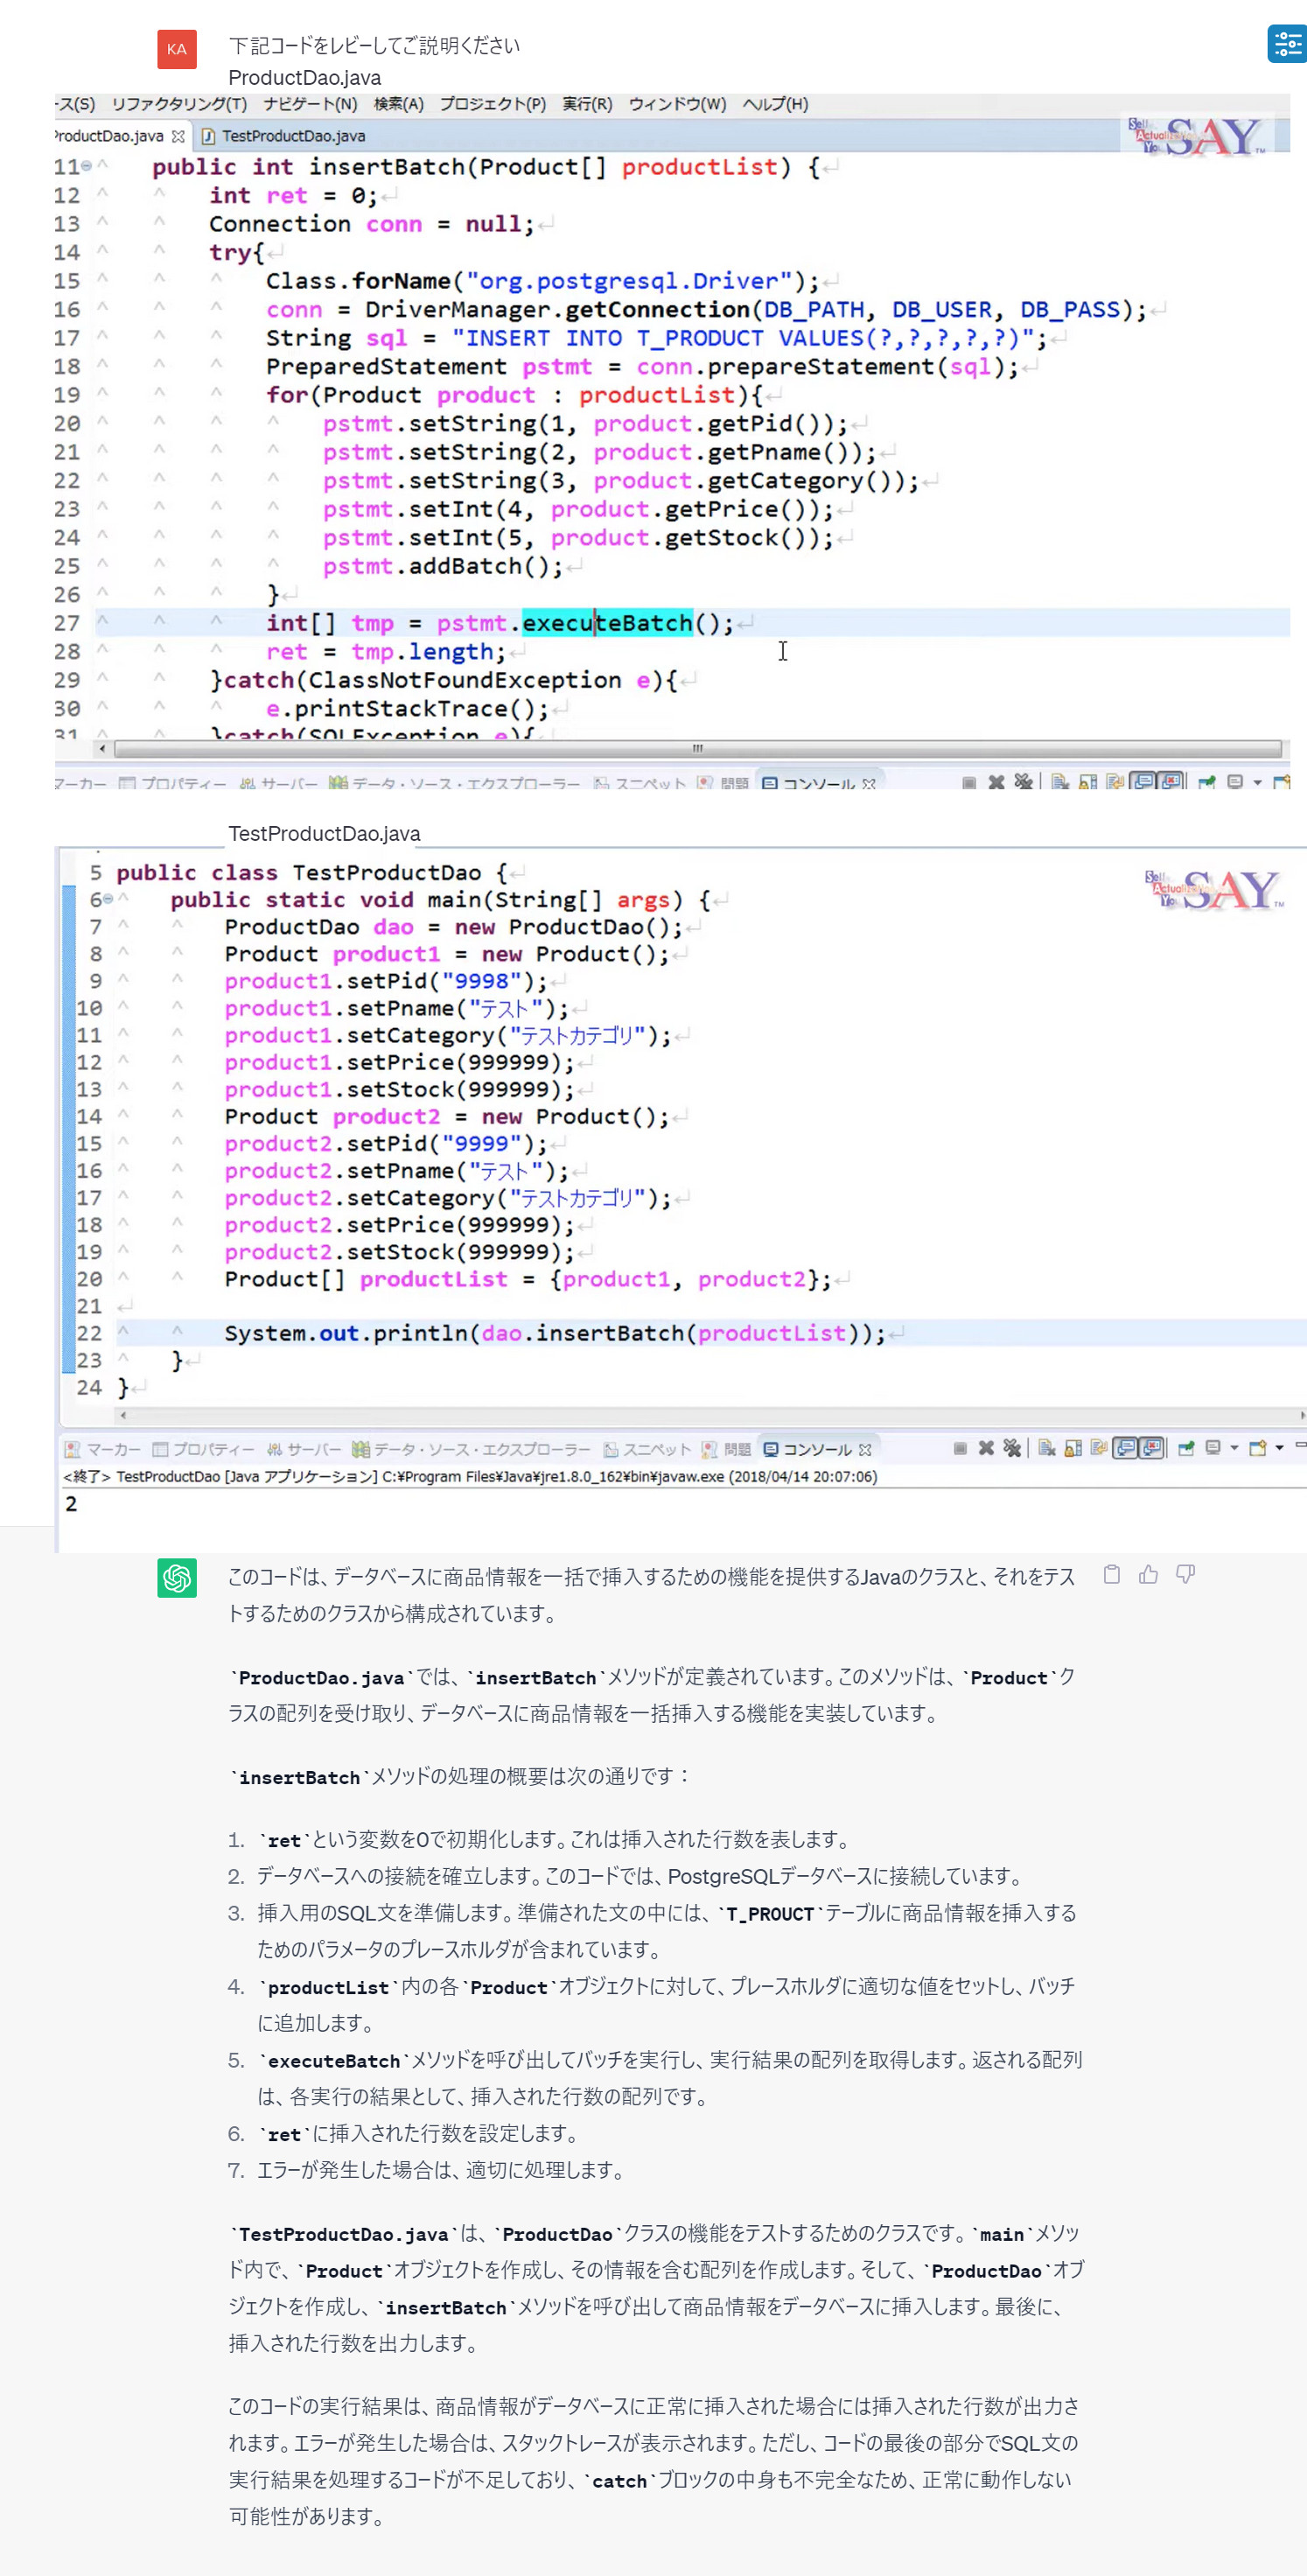 KA
下記コードをレビーしてご説明ください
ProductDao.java
ース(S) リファクタリング(T) ナビゲート(N) 検索(A) プロジェクト(P) 実行(R) ウィンドウ(W) ヘルプ(H)
ProductDao.java TestProductDao.java
Self Actualiz Yo SAY TM
11 public int insertBatch(Product[] productList) {
12 int ret = 0;
13 Connection conn = null;
14 try{
15 Class.forName("org.postgresql.Driver");
16 conn = DriverManager.getConnection(DB_PATH, DB_USER, DB_PASS);
17 String sql = "INSERT INTO T_PRODUCT VALUES(?,?,?,?,?)";
18 PreparedStatement pstmt = conn.prepareStatement(sql);
19 for(Product product : productList){
20 pstmt.setString(1, product.getPid());
21 pstmt.setString(2, product.getPname());
22 pstmt.setString(3, product.getCategory());
23 pstmt.setInt(4, product.getPrice());
24 pstmt.setInt(5, product.getStock());
25 pstmt.addBatch();
26 }
27 int[] tmp = pstmt.executeBatch();
28 ret = tmp.length;
29 }catch(ClassNotFoundException e){
30 e.printStackTrace();
31 }catch(SQLException e){
マーカー プロパティー サーバー データ・ソース・エクスプローラー スニペット 問題 コンソール
TestProductDao.java
Self Actualiz Yo SAY TM
5 public class TestProductDao {
6 public static void main(String[] args) {
7 ProductDao dao = new ProductDao();
8 Product product1 = new Product();
9 product1.setPid("9998");
10 product1.setPname("テスト");
11 product1.setCategory("テストカテゴリ");
12 product1.setPrice(999999);
13 product1.setStock(999999);
14 Product product2 = new Product();
15 product2.setPid("9999");
16 product2.setPname("テスト");
17 product2.setCategory("テストカテゴリ");
18 product2.setPrice(999999);
19 product2.setStock(999999);
20 Product[] productList = {product1, product2};
21
22 System.out.println(dao.insertBatch(productList));
23 }
24 }
マーカー プロパティー サーバー データ・ソース・エクスプローラー スニペット 問題 コンソール
<終了> TestProductDao [Java アプリケーション] C:¥Program Files¥Java¥jre1.8.0_162¥bin¥javaw.exe (2018/04/14 20:07:06)
2
このコードは、データベースに商品情報を一括で挿入するための機能を提供するJavaのクラスと、それをテス
トするためのクラスから構成されています。
`ProductDao.java`では、`insertBatch`メソッドが定義されています。このメソッドは、`Product`ク
ラスの配列を受け取り、データベースに商品情報を一括挿入する機能を実装しています。
`insertBatch`メソッドの処理の概要は次の通りです：
1. `ret`という変数を0で初期化します。これは挿入された行数を表します。
2. データベースへの接続を確立します。このコードでは、PostgreSQLデータベースに接続しています。
3. 挿入用のSQL文を準備します。準備された文の中には、`T_PROUCT`テーブルに商品情報を挿入する
ためのパラメータのプレースホルダが含まれています。
4. `productList`内の各`Product`オブジェクトに対して、プレースホルダに適切な値をセットし、バッチ
に追加します。
5. `executeBatch`メソッドを呼び出してバッチを実行し、実行結果の配列を取得します。返される配列
は、各実行の結果として、挿入された行数の配列です。
6. `ret`に挿入された行数を設定します。
7. エラーが発生した場合は、適切に処理します。
`TestProductDao.java`は、`ProductDao`クラスの機能をテストするためのクラスです。`main`メソッ
ド内で、`Product`オブジェクトを作成し、その情報を含む配列を作成します。そして、`ProductDao`オブ
ジェクトを作成し、`insertBatch`メソッドを呼び出して商品情報をデータベースに挿入します。最後に、
挿入された行数を出力します。
このコードの実行結果は、商品情報がデータベースに正常に挿入された場合には挿入された行数が出力さ
れます。エラーが発生した場合は、スタックトレースが表示されます。ただし、コードの最後の部分でSQL文の
実行結果を処理するコードが不足しており、`catch`ブロックの中身も不完全なため、正常に動作しない
可能性があります。